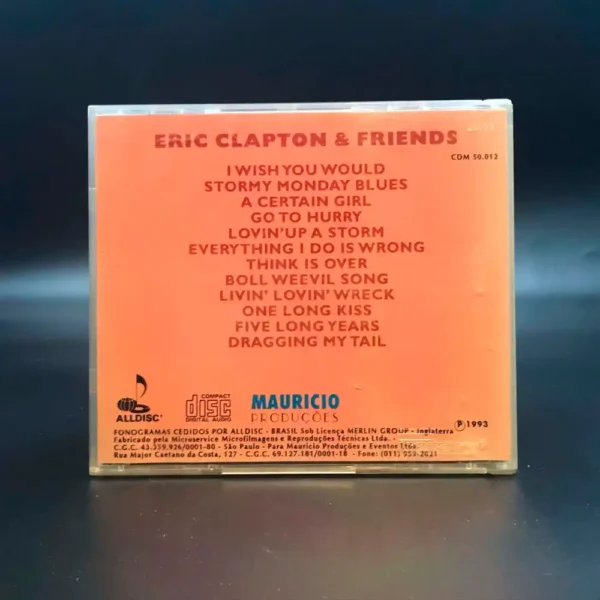 ERIC CLAPTON & FRIENDS
CDM 50.012
I WISH YOU WOULD
STORMY MONDAY BLUES
A CERTAIN GIRL
GO TO HURRY
LOVIN'UP A STORM
EVERYTHING I DO IS WRONG
THINK IS OVER
BOLL WEEVIL SONG
LIVIN' LOVIN' WRECK
ONE LONG KISS
FIVE LONG YEARS
DRAGGING MY TAIL
ALLDISC
COMPACT
disc
DIGITAL AUDIO
MAURICIO
PRODUÇÕES
℗ 1993
FONOGRAMAS CEDIDOS POR ALLDISC - BRASIL Sob Licença MERLIN GROUP - Inglaterra
Fabricado pela Microservice Microfilmagens e Reproduções Técnicas Ltda.
C.G.C. 43.359.926/0001-80 - São Paulo - Para Mauricio Produções e Eventos Ltda.
Rua Major Caetano da Costa, 127 - C.G.C. 69.127.181/0001-18 - Fone: (011)